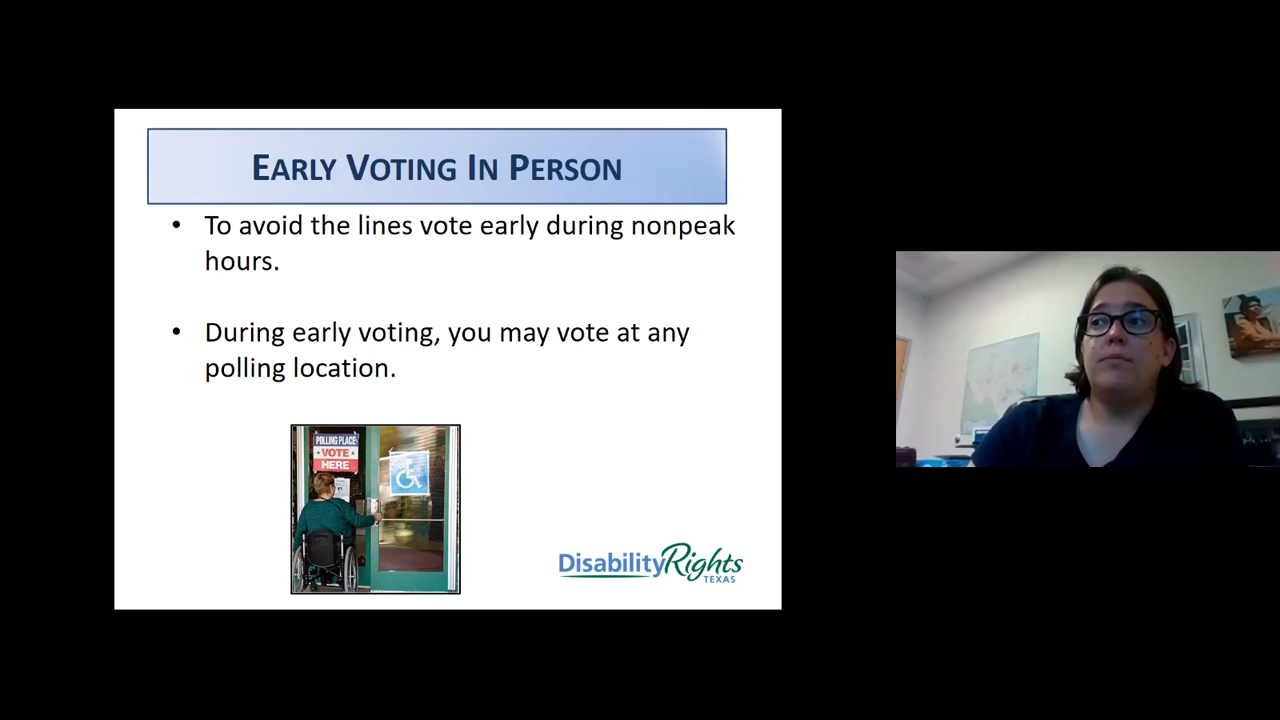 EARLY VOTING IN PERSON
• To avoid the lines vote early during nonpeak
hours.
• During early voting, you may vote at any
polling location.
POLLING PLACE
VOTE
HERE
DisabilityRights
TEXAS